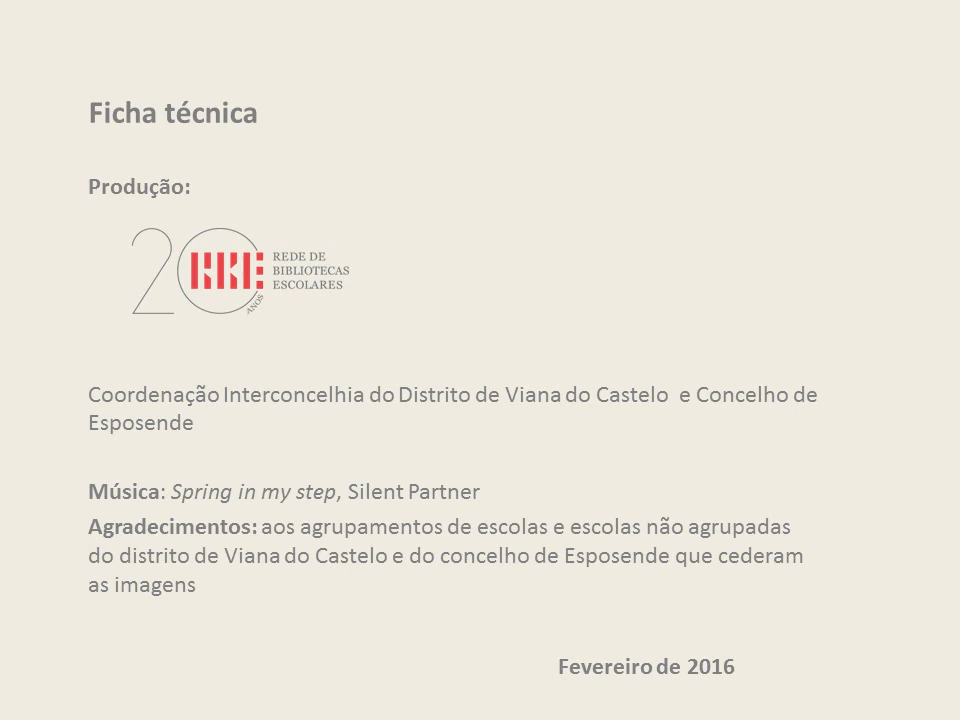 Ficha técnica
Produção:
20
RBE
REDE DE
BIBLIOTECAS
ESCOLARES
ANOS
Coordenação Interconcelhia do Distrito de Viana do Castelo e Concelho de
Esposende
Música: Spring in my step, Silent Partner
Agradecimentos: aos agrupamentos de escolas e escolas não agrupadas
do distrito de Viana do Castelo e do concelho de Esposende que cederam
as imagens
Fevereiro de 2016